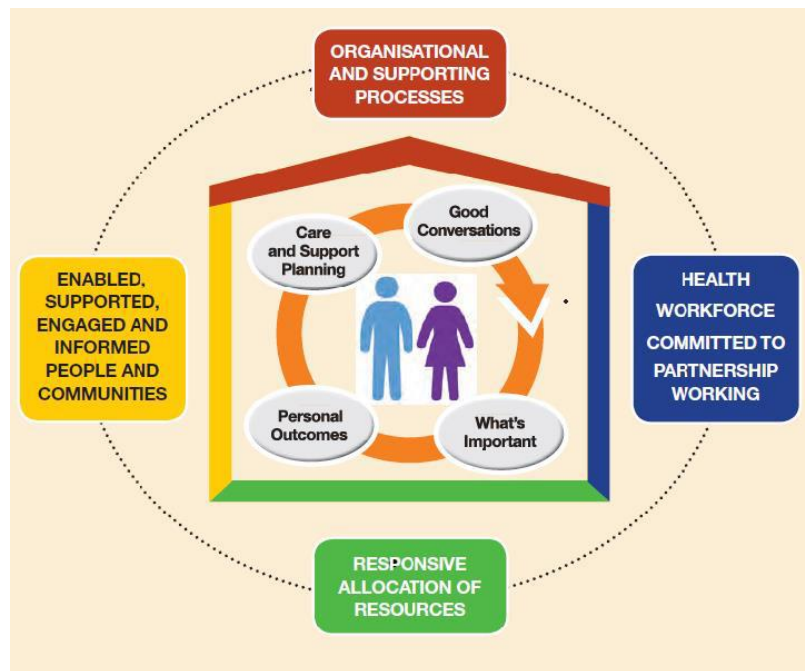 ORGANISATIONAL
AND SUPPORTING
PROCESSES
Good
Conversations
Care
and Support
Planning
ENABLED,
SUPPORTED,
ENGAGED AND
INFORMED
PEOPLE AND
COMMUNITIES
HEALTH
WORKFORCE
COMMITTED TO
PARTNERSHIP
WORKING
Personal
Outcomes
What's
Important
RESPONSIVE
ALLOCATION OF
RESOURCES